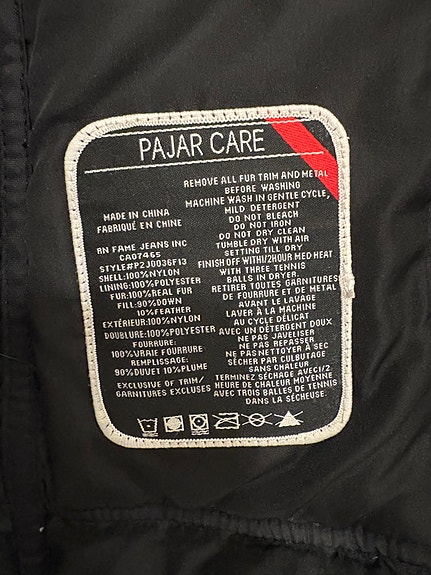 PAJAR CARE
REMOVE ALL FUR TRIM AND METAL
BEFORE WASHING
MACHINE WASH IN GENTLE CYCLE,
MILD DETERGENT
DO NOT BLEACH
DO NOT IRON
DO NOT DRY CLEAN
TUMBLE DRY WITH AIR
SETTING TILL DRY
FINISH OFF WITH1/2HOUR MED HEAT
WITH THREE TENNIS
BALLS IN DRYER.
RETIRER TOUTES GARNITURES
DE FOURRURE ET DE METAL
AVANT LE LAVAGE
LAVER À LA MACHINE
AU CYCLE DÉLICAT
AVEC UN DÉTERGENT DOUX.
NE PAS JAVELISER
NE PAS REPASSER
NE PAS NETTOYER À SEC
SÉCHER PAR CULBUTAGE
SANS CHALEUR
TERMINEZ SÉCHAGE AVEC1/2
HEURE DE CHALEUR MOYENNE
AVEC TROIS BALLES DE TENNIS
DANS LA SÉCHEUSE.
MADE IN CHINA
FABRIQUÉ EN CHINE
RN FAME JEANS INC
CA07465
STYLE#P2J0036F13
SHELL:100%NYLON
LINING:100%POLYESTER
FUR:100%REAL FUR
FILL:90%DOWN
10%FEATHER
EXTÉRIEUR:100%NYLON
DOUBLURE:100%POLYESTER
FOURRURE:
100%VRAIE FOURRURE
REMPLISSAGE:
90%DUVET 10%PLUME
EXCLUSIVE OF TRIM/
GARNITURES EXCLUSES